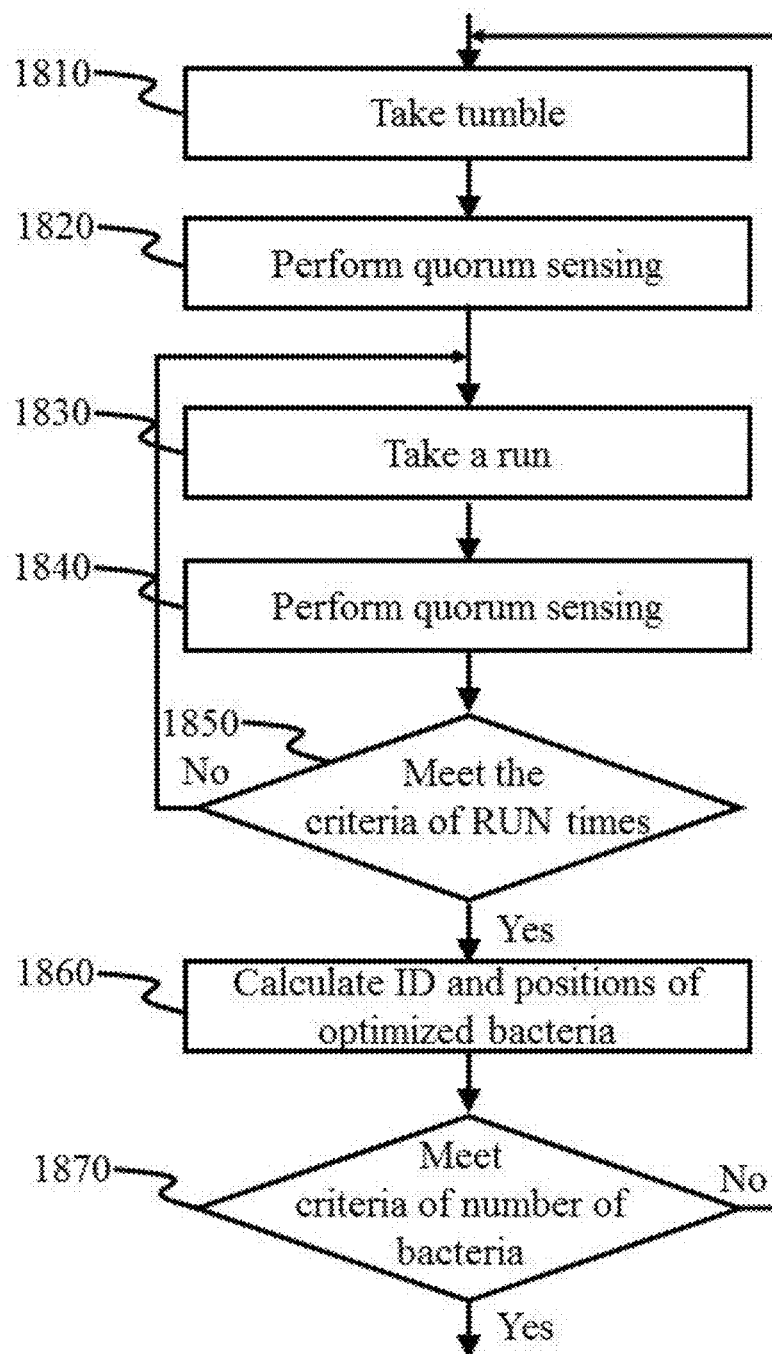 1810
Take tumble
1820
Perform quorum sensing
1830
Take a run
1840
Perform quorum sensing
1850
No
Meet the
criteria of RUN times
Yes
1860
Calculate ID and positions of
optimized bacteria
1870
Meet
criteria of number of
bacteria
No
Yes